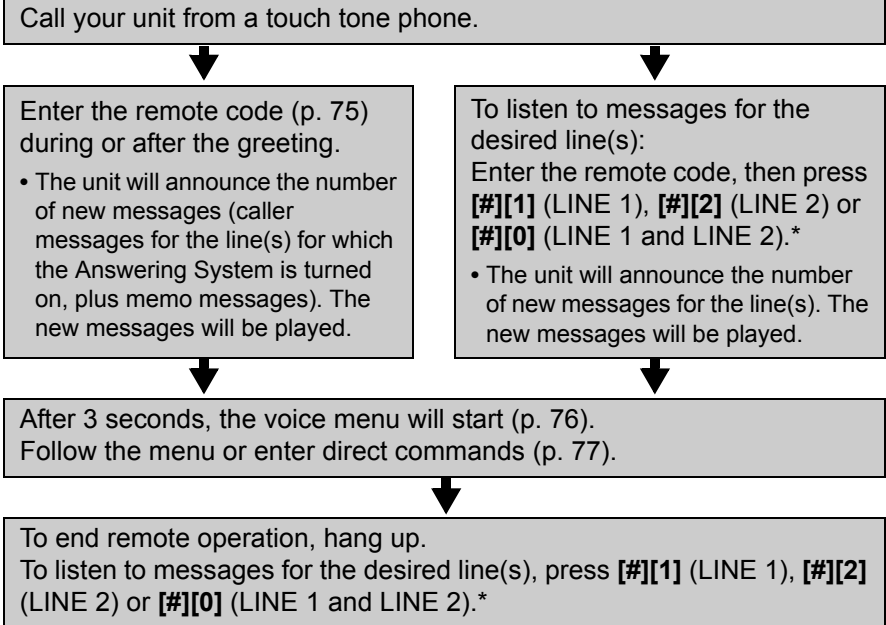 Call your unit from a touch tone phone.
Enter the remote code (p. 75)
during or after the greeting.
• The unit will announce the number
of new messages (caller
messages for the line(s) for which
the Answering System is turned
on, plus memo messages). The
new messages will be played.
To listen to messages for the
desired line(s):
Enter the remote code, then press
[#][1] (LINE 1), [#][2] (LINE 2) or
[#][0] (LINE 1 and LINE 2).*
• The unit will announce the number
of new messages for the line(s). The
new messages will be played.
After 3 seconds, the voice menu will start (p. 76).
Follow the menu or enter direct commands (p. 77).
To end remote operation, hang up.
To listen to messages for the desired line(s), press [#][1] (LINE 1), [#][2]
(LINE 2) or [#][0] (LINE 1 and LINE 2).*